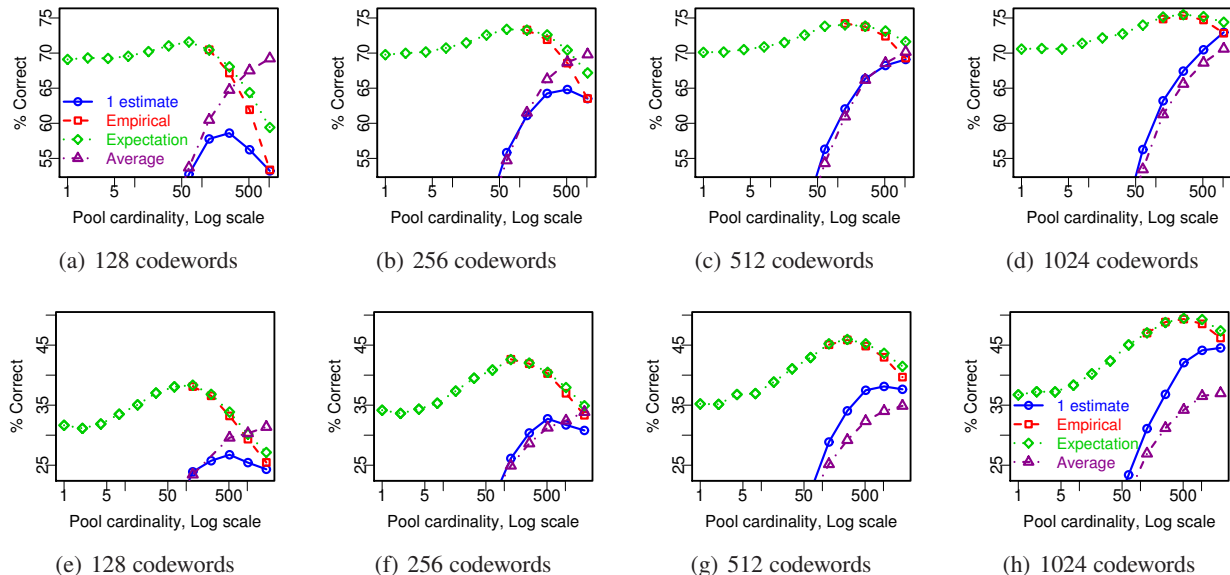 % Correct
55 60 65 70 75
1 estimate
Empirical
Expectation
Average
1 5 50 500
Pool cardinality, Log scale
(a) 128 codewords
% Correct
55 60 65 70 75
1 5 50 500
Pool cardinality, Log scale
(b) 256 codewords
% Correct
55 60 65 70 75
1 5 50 500
Pool cardinality, Log scale
(c) 512 codewords
% Correct
55 60 65 70 75
1 5 50 500
Pool cardinality, Log scale
(d) 1024 codewords
% Correct
25 35 45
1 5 50 500
Pool cardinality, Log scale
(e) 128 codewords
% Correct
25 35 45
1 5 50 500
Pool cardinality, Log scale
(f) 256 codewords
% Correct
25 35 45
1 5 50 500
Pool cardinality, Log scale
(g) 512 codewords
% Correct
25 35 45
1 estimate
Empirical
Expectation
Average
1 5 50 500
Pool cardinality, Log scale
(h) 1024 codewords